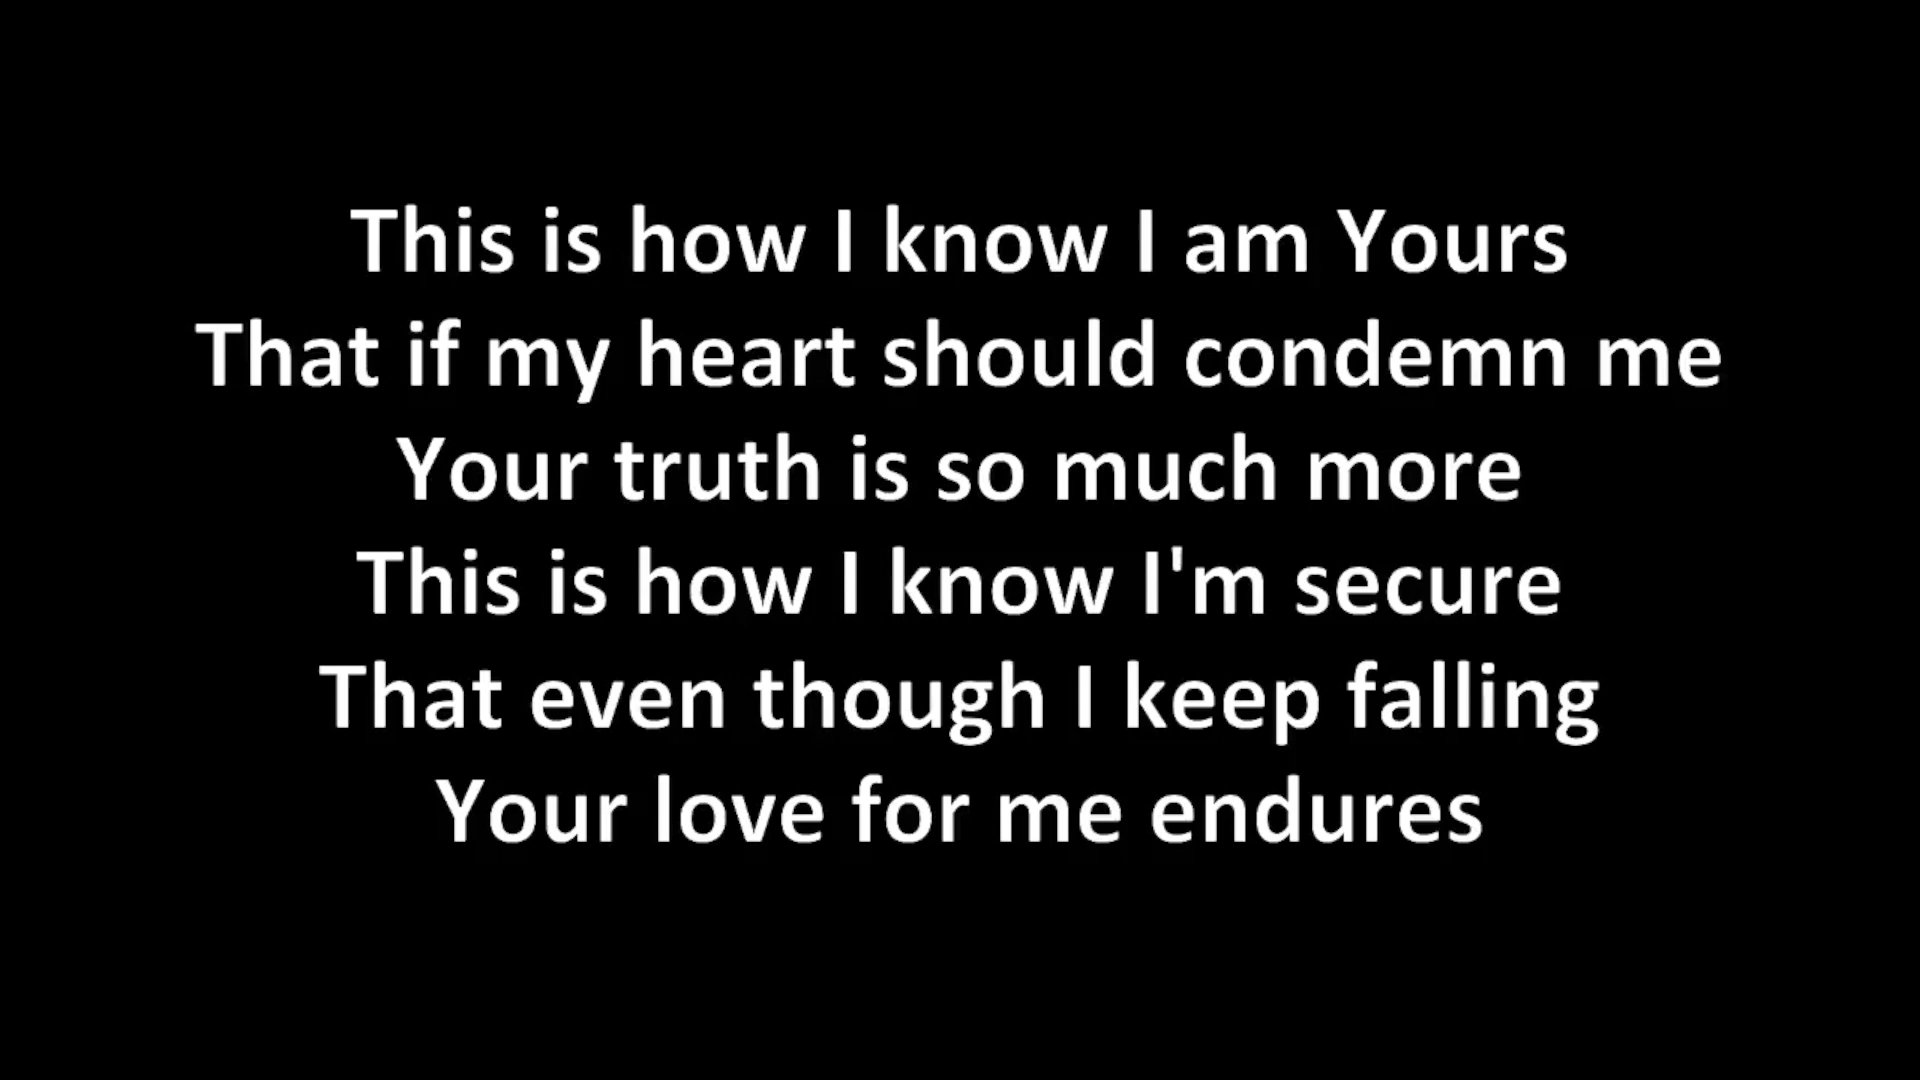 This is how I know I am Yours
That if my heart should condemn me
Your truth is so much more
This is how I know I'm secure
That even though I keep falling
Your love for me endures